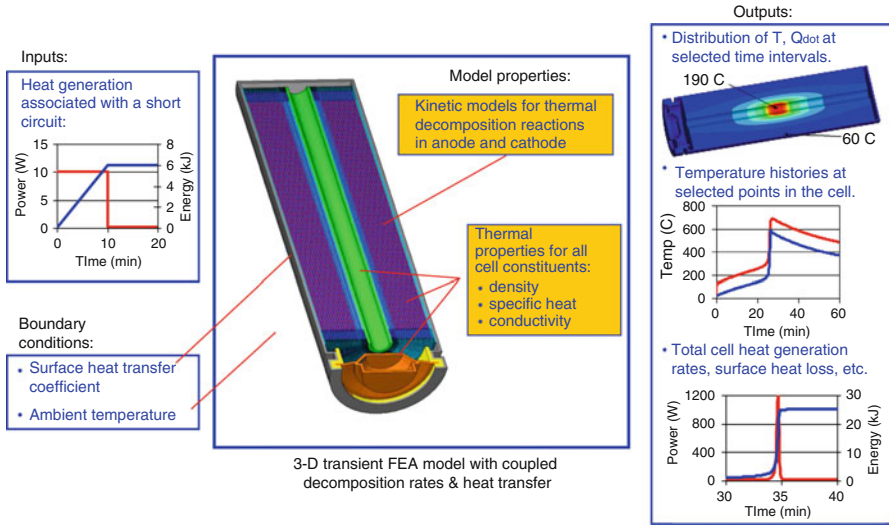 Inputs:
Heat generation
associated with a short
circuit:
15
10
5
0
Power (W)
8
6
4
2
0
Energy (kJ)
0
10
20
TIme (min)
Boundary
conditions:
• Surface heat transfer
coefficient
• Ambient temperature
Model properties:
Kinetic models for thermal
decomposition reactions
in anode and cathode
Thermal
properties for all
cell constituents:
• density
• specific heat
• conductivity
3-D transient FEA model with coupled
decomposition rates & heat transfer
Outputs:
• Distribution of T, Qdot at
selected time intervals.
190 C
60 C
• Temperature histories at
selected points in the cell.
800
600
400
200
0
Temp (C)
0
20
40
60
TIme (min)
• Total cell heat generation
rates, surface heat loss, etc.
1200
800
400
0
Power (W)
30
20
10
0
Energy (kJ)
30
35
40
TIme (min)